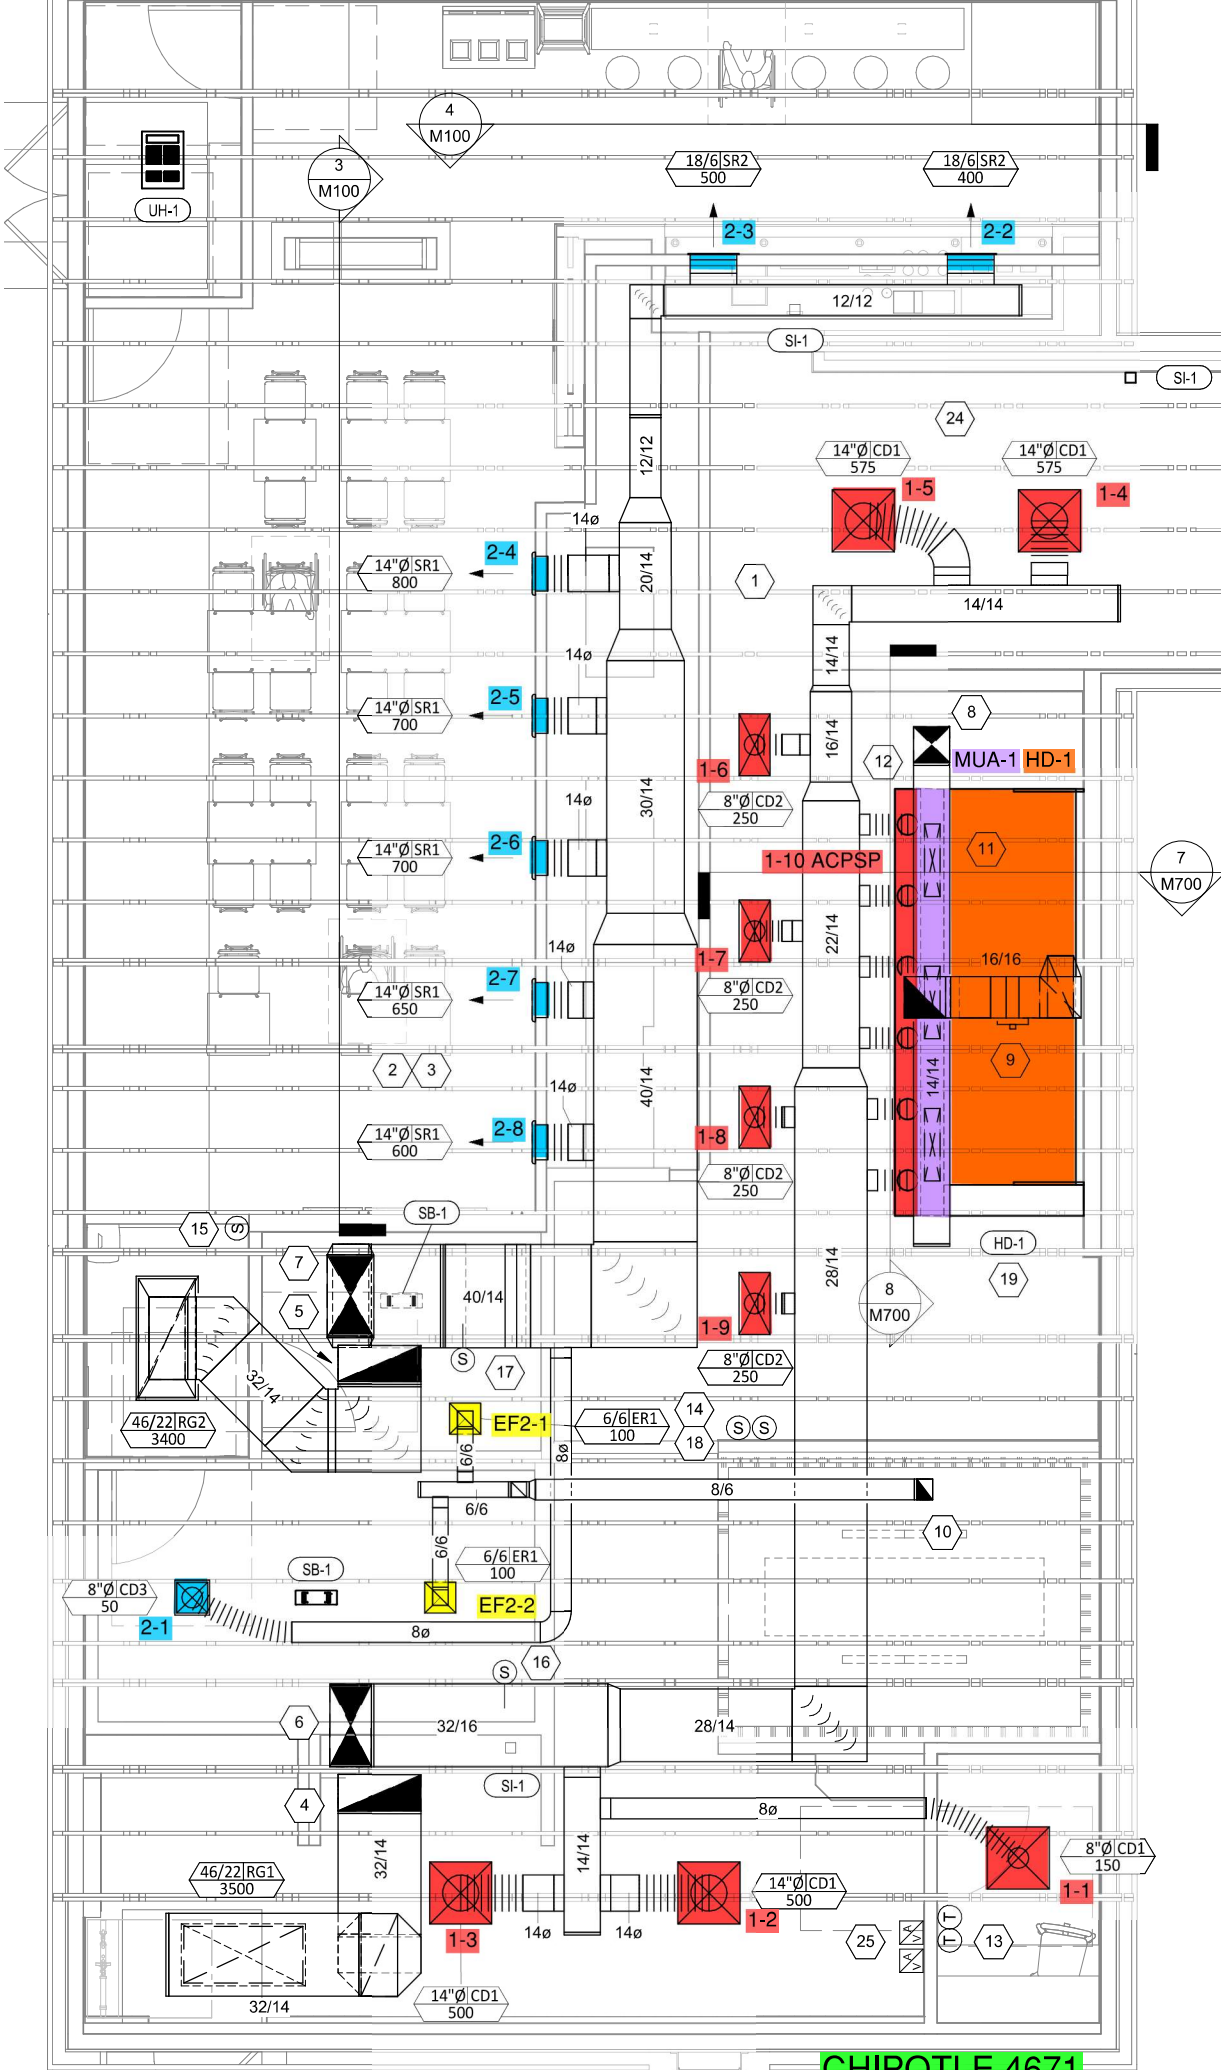 4
M100
3
M100
UH-1
18/6 SR2
500
18/6 SR2
400
2-3
2-2
12/12
SI-1
SI-1
24
12/12
14"Ø CD1
575
14"Ø CD1
575
1-5
1-4
14ø
2-4
14"Ø SR1
800
20/14
1
14/14
14/14
14ø
2-5
14"Ø SR1
700
16/14
8
12
MUA-1 HD-1
1-6
8"Ø CD2
250
14ø
30/14
2-6
14"Ø SR1
700
1-10 ACPSP
11
7
M700
22/14
14ø
1-7
2-7
14"Ø SR1
650
8"Ø CD2
250
16/16
2
3
14ø
40/14
14/14
9
2-8
14"Ø SR1
600
1-8
8"Ø CD2
250
15
S
SB-1
7
5
40/14
S
17
28/14
HD-1
19
8
M700
1-9
8"Ø CD2
250
32/14
46/22 RG2
3400
EF2-1
6/6 ER1
100
14
18
S
S
6/6
8ø
6/6
8/6
10
6/6
6/6 ER1
100
SB-1
8"Ø CD3
50
2-1
EF2-2
8ø
16
S
6
32/16
28/14
SI-1
4
8ø
32/14
14/14
8"Ø CD1
150
1-1
46/22 RG1
3500
14"Ø CD1
500
1-2
1-3
14ø
14ø
25
V A
V A
T
T
13
14"Ø CD1
500
32/14
CHIPOTLE 4671